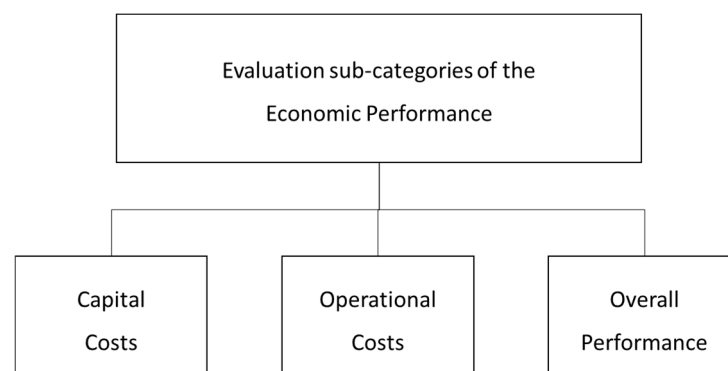 Evaluation sub-categories of the
Economic Performance
Capital
Costs
Operational
Costs
Overall
Performance